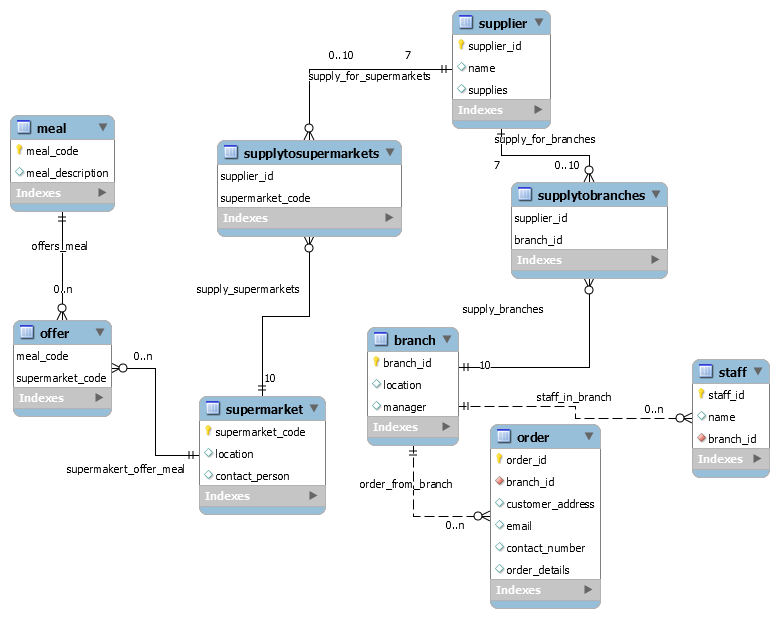 supplier
supplier_id
name
supplies
Indexes
0..10
7
supply_for_supermarkets
supply_for_branches
7
0..10
meal
meal_code
meal_description
Indexes
supplytosupermarkets
supplier_id
supermarket_code
Indexes
supplytobranches
supplier_id
branch_id
Indexes
offers_meal
0..n
supply_supermarkets
supply_branches
offer
meal_code
supermarket_code
Indexes
0..n
10
branch
branch_id
location
manager
Indexes
10
staff_in_branch
0..n
staff
staff_id
name
branch_id
Indexes
supermarket
supermarket_code
location
contact_person
Indexes
supermakert_offer_meal
order_from_branch
0..n
order
order_id
branch_id
customer_address
email
contact_number
order_details
Indexes